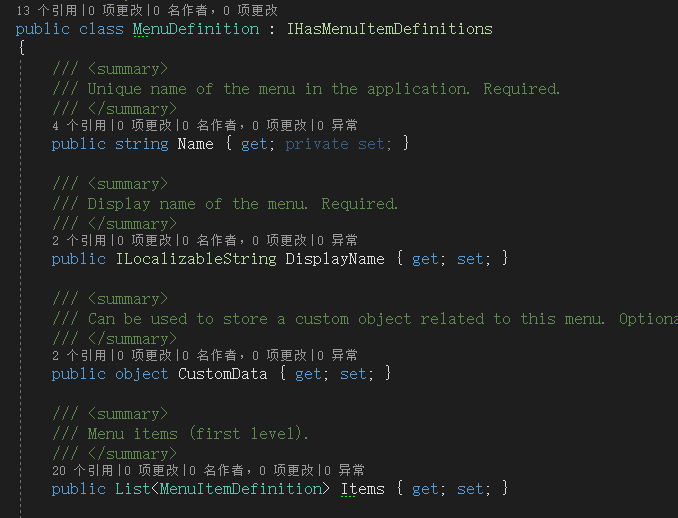 13 个引用|0 项更改|0 名作者，0 项更改
public class MenuDefinition : IHasMenuItemDefinitions
{
/// <summary>
/// Unique name of the menu in the application. Required.
/// </summary>
4 个引用|0 项更改|0 名作者，0 项更改|0 异常
public string Name { get; private set; }
/// <summary>
/// Display name of the menu. Required.
/// </summary>
2 个引用|0 项更改|0 名作者，0 项更改|0 异常
public ILocalizableString DisplayName { get; set; }
/// <summary>
/// Can be used to store a custom object related to this menu. Optiona
/// </summary>
2 个引用|0 项更改|0 名作者，0 项更改|0 异常
public object CustomData { get; set; }
/// <summary>
/// Menu items (first level).
/// </summary>
20 个引用|0 项更改|0 名作者，0 项更改|0 异常
public List<MenuItemDefinition> Items { get; set; }